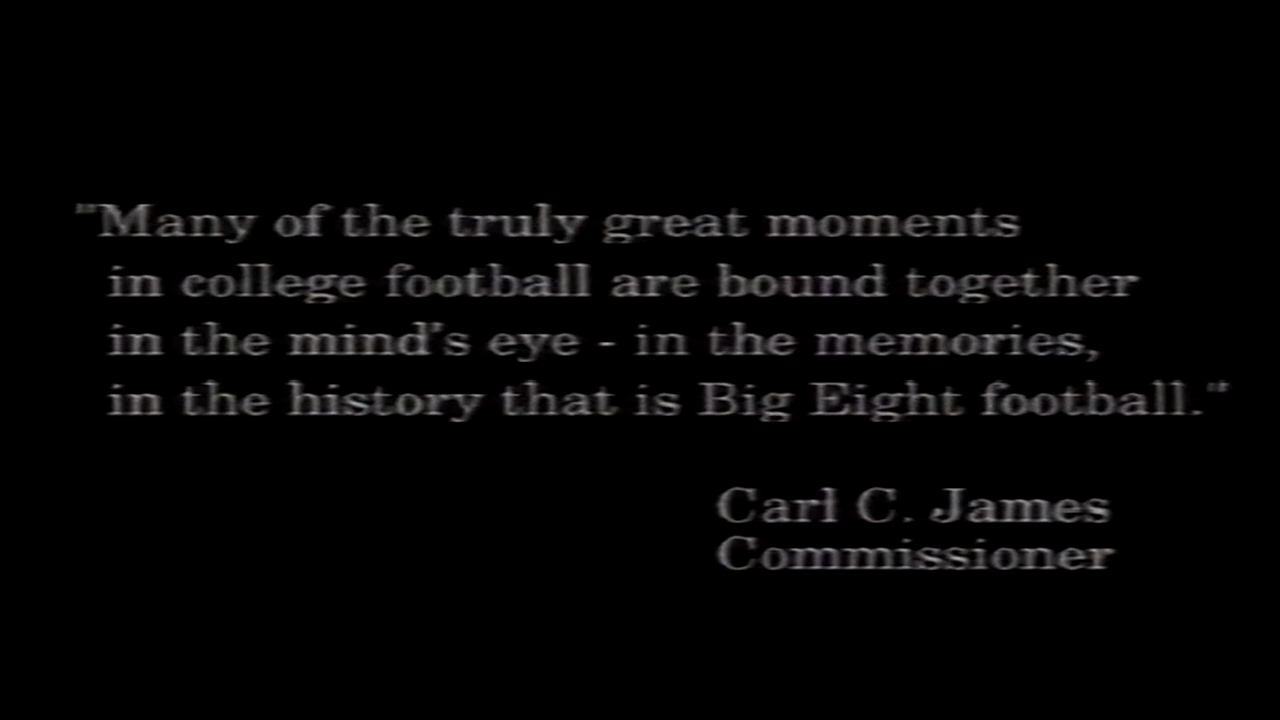 "Many of the truly great moments
in college football are bound together
in the mind's eye - in the memories,
in the history that is Big Eight football."
Carl C. James
Commissioner